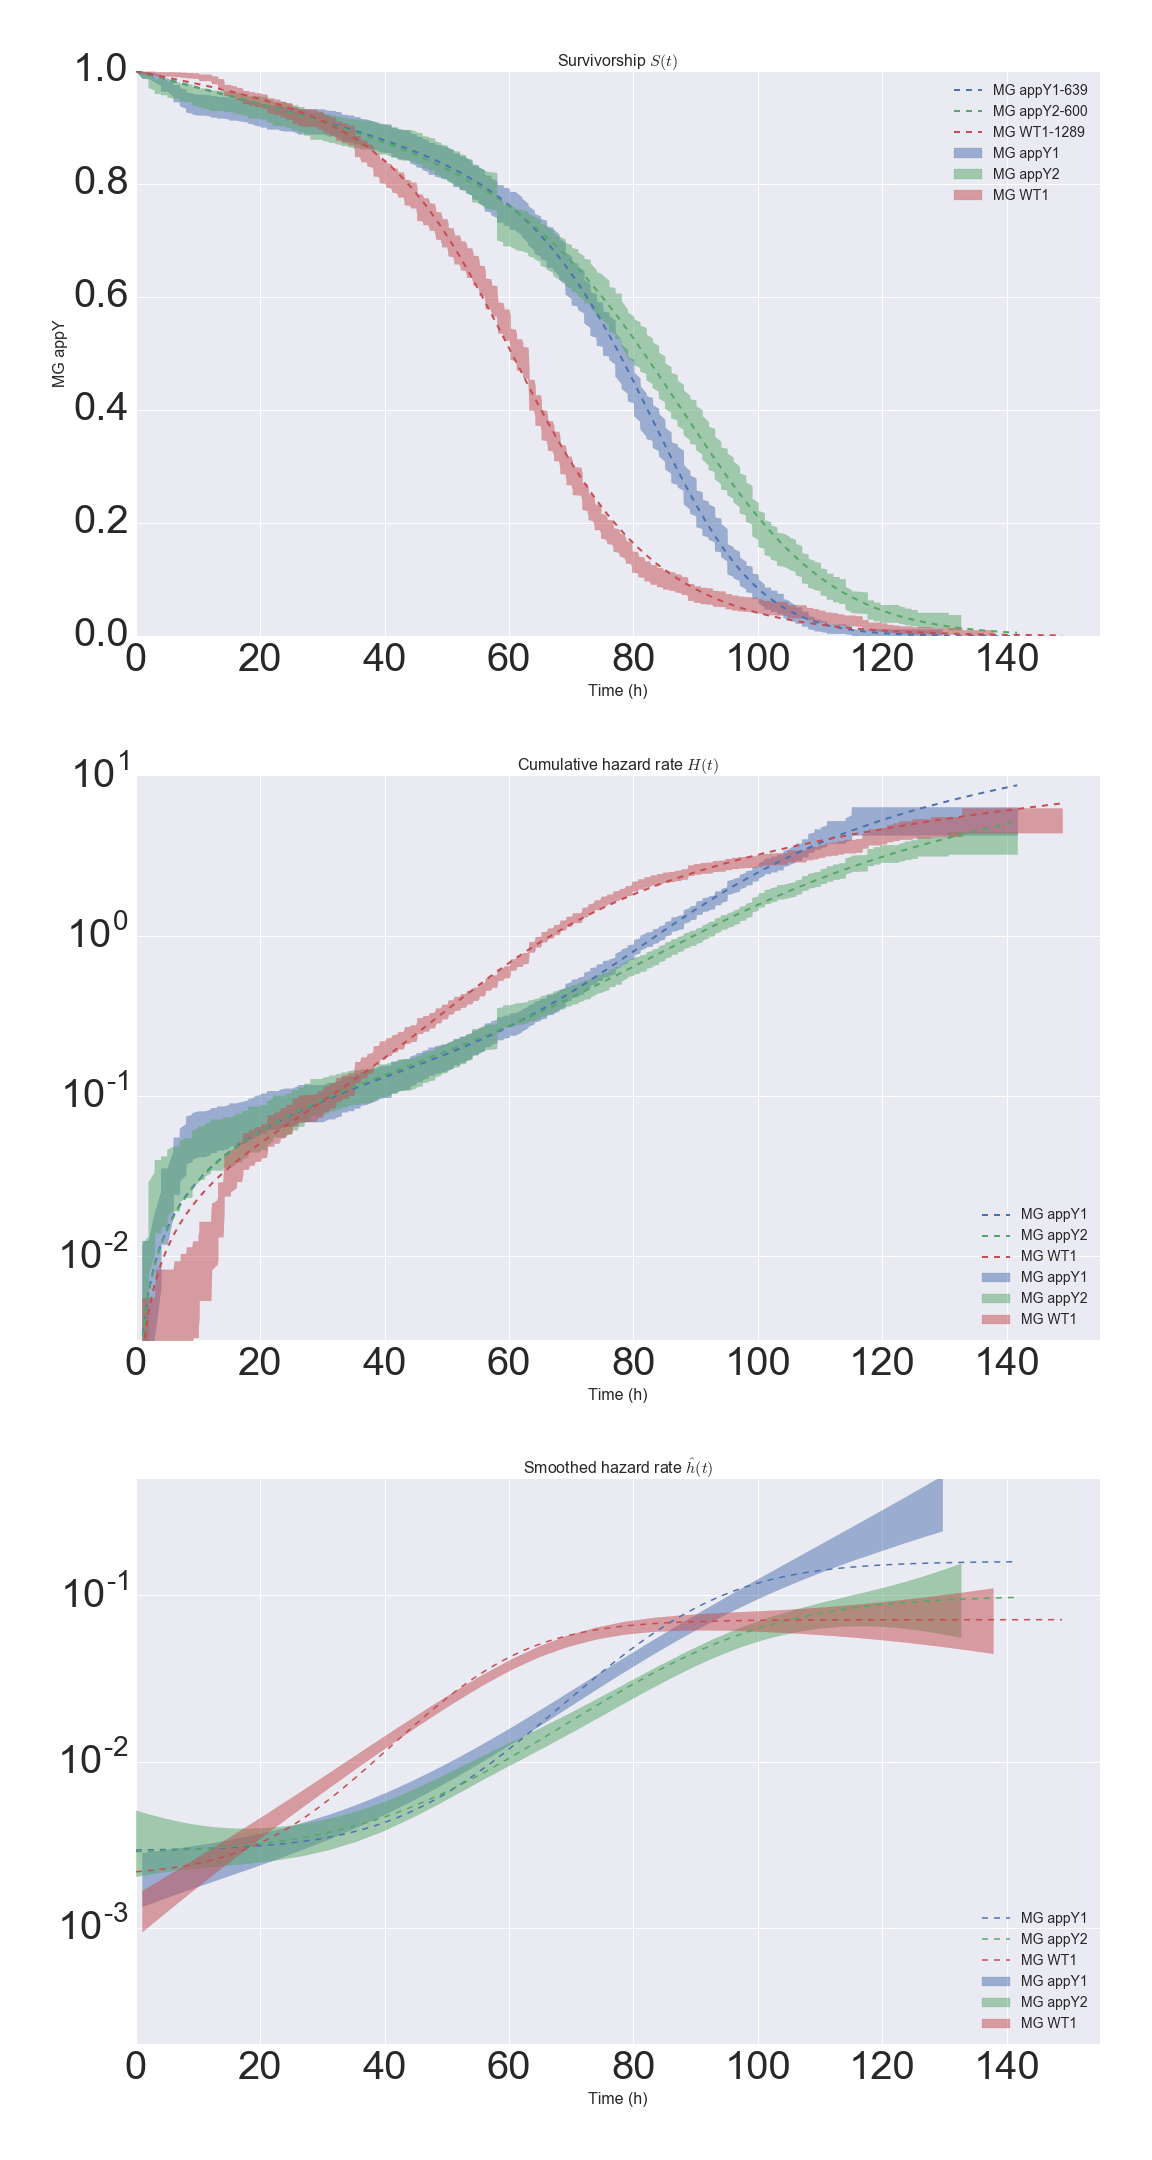 Survivorship S(t)
1.0
0.8
0.6
0.4
0.2
0.0
MG appY
MG appY1-639
MG appY2-600
MG WT1-1289
MG appY1
MG appY2
MG WT1
0 20 40 60 80 100 120 140
Time (h)
Cumulative hazard rate H(t)
10^1
10^0
10^-1
10^-2
MG appY1
MG appY2
MG WT1
MG appY1
MG appY2
MG WT1
0 20 40 60 80 100 120 140
Time (h)
Smoothed hazard rate ĥ(t)
10^-1
10^-2
10^-3
MG appY1
MG appY2
MG WT1
MG appY1
MG appY2
MG WT1
0 20 40 60 80 100 120 140
Time (h)